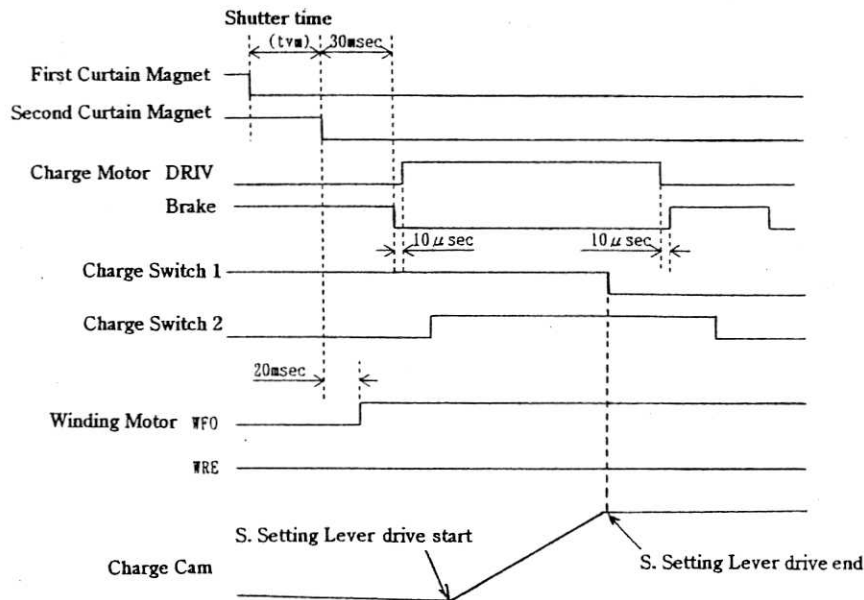 Shutter time
(tvm) 30msec
First Curtain Magnet
Second Curtain Magnet
Charge Motor DRIV
Brake
10μsec 10μsec
Charge Switch 1
Charge Switch 2
20msec
Winding Motor WFO
WRE
S. Setting Lever drive start
S. Setting Lever drive end
Charge Cam